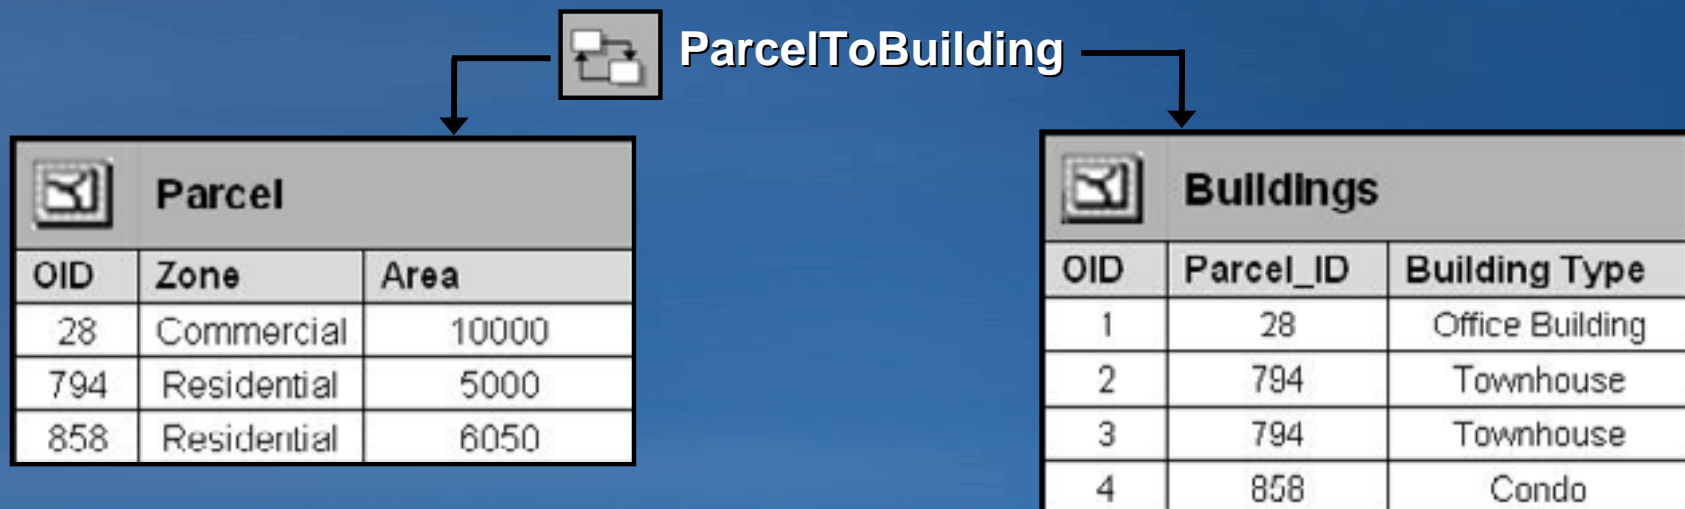 ParcelToBuilding
Parcel
OID Zone Area
28 Commercial 10000
794 Residential 5000
858 Residential 6050
Buildings
OID Parcel_ID Building Type
1 28 Office Building
2 794 Townhouse
3 794 Townhouse
4 858 Condo